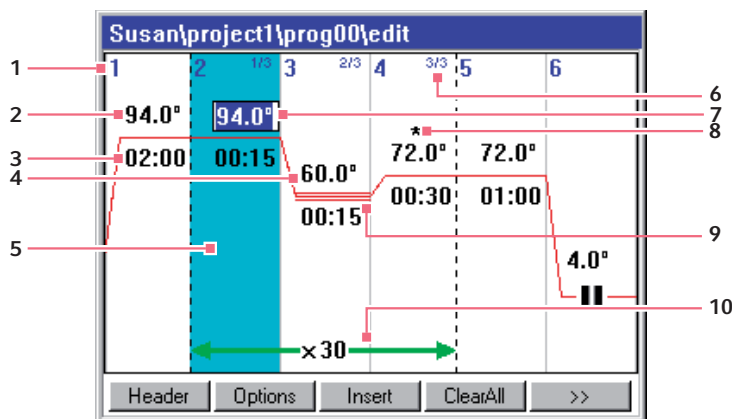 Susan\project1\prog00\edit
1 2 1/3 3 2/3 4 3/3 5 6
94.0° 94.0° 60.0° * 72.0° 72.0° 4.0°
02:00 00:15 00:15 00:30 01:00
×30
Header Options Insert ClearAll >>
1
2
3
4
5
6
7
8
9
10